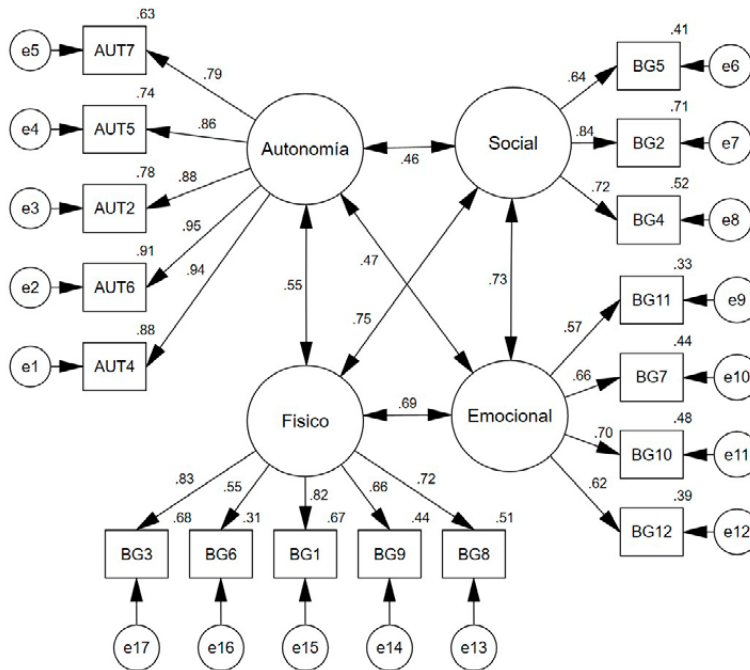 .63
e5 AUT7
.79
.74
e4 AUT5
.86
.78
e3 AUT2
.88
.91
e2 AUT6
.95
.88
e1 AUT4
.94
Autonomía
.46
Social
.64
.41
BG5 e6
.84
.71
BG2 e7
.72
.52
BG4 e8
.55
.47
.75
.73
.57
.33
BG11 e9
.66
.44
BG7 e10
.70
.48
BG10 e11
.62
.39
BG12 e12
Fisico
.69
Emocional
.83 .55 .82 .66 .72
.68 .31 .67 .44 .51
BG3 BG6 BG1 BG9 BG8
e17 e16 e15 e14 e13